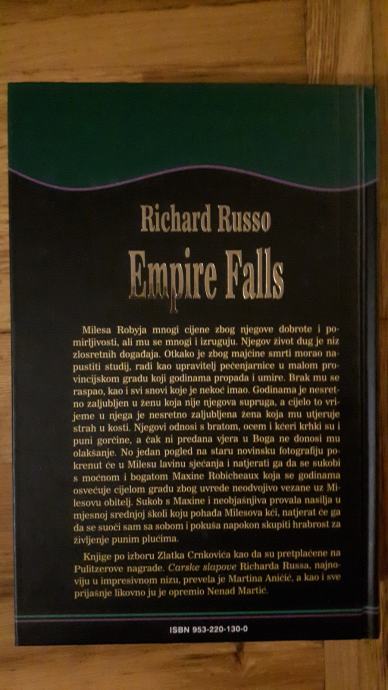 Richard Russo
Empire Falls
Milesa Robyja mnogi cijene zbog njegove dobrote i po-
mirljivosti, ali mu se mnogi i izruguju. Njegov život dug je niz
zlosretnih događaja. Otkako je zbog majčine smrti morao na-
pustiti studij, radi kao upravitelj pečenjarnice u malom pro-
vincijskom gradu koji godinama propada i umire. Brak mu se
raspao, kao i svi snovi koje je nekoć imao. Godinama je nesret-
no zaljubljen u ženu koja nije njegova supruga, a cijelo to vri-
jeme u njega je nesretno zaljubljena žena koja mu utjeruje
strah u kosti. Njegovi odnosi s bratom, ocem i kćeri krhki su i
puni gorčine, a čak ni predana vjera u Boga ne donosi mu
olakšanje. No jedan pogled na staru novinsku fotografiju po-
krenut će u Milesu lavinu sjećanja i natjerati ga da se sukobi
s moćnom i bogatom Maxine Robicheaux koja se godinama
osvećuje cijelom gradu zbog uvrede neodvojivo vezane uz Mi-
lesovu obitelj. Sukob s Maxine i neobjašnjiva provala nasilja u
mjesnoj srednjoj školi koju pohađa Milesova kći, natjerat će ga
da se suoči sam sa sobom i pokuša napokon skupiti hrabrost za
življenje punim plućima.
Knjige po izboru Zlatka Crnkovića kao da su pretplaćene na
Pulitzerove nagrade. Carske slapove Richarda Russa, najno-
viju u impresivnom nizu, prevela je Martina Aničić, a kao i sve
prijašnje likovno ju je opremio Nenad Martić.
ISBN 953-220-130-0